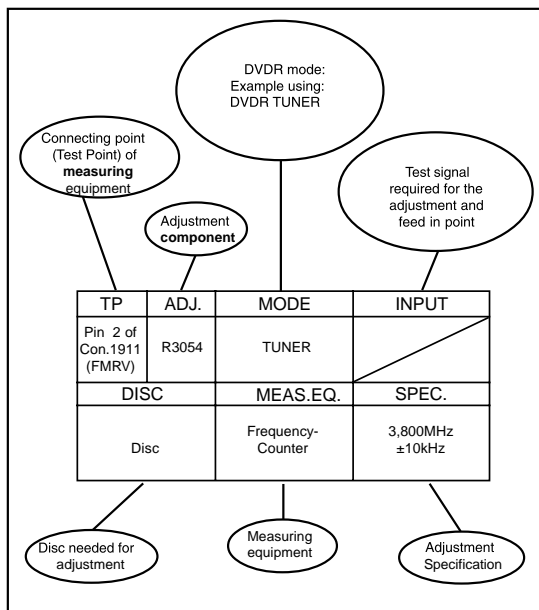 DVDR mode:
Example using:
DVDR TUNER
Connecting point
(Test Point) of
measuring
equipment
Test signal
required for the
adjustment and
feed in point
Adjustment
component
TP ADJ. MODE INPUT
Pin 2 of
Con.1911
(FMRV)
R3054
TUNER
DISC MEAS.EQ. SPEC.
Disc
Frequency-
Counter
3,800MHz
±10kHz
Disc needed for
adjustment
Measuring
equipment
Adjustment
Specification